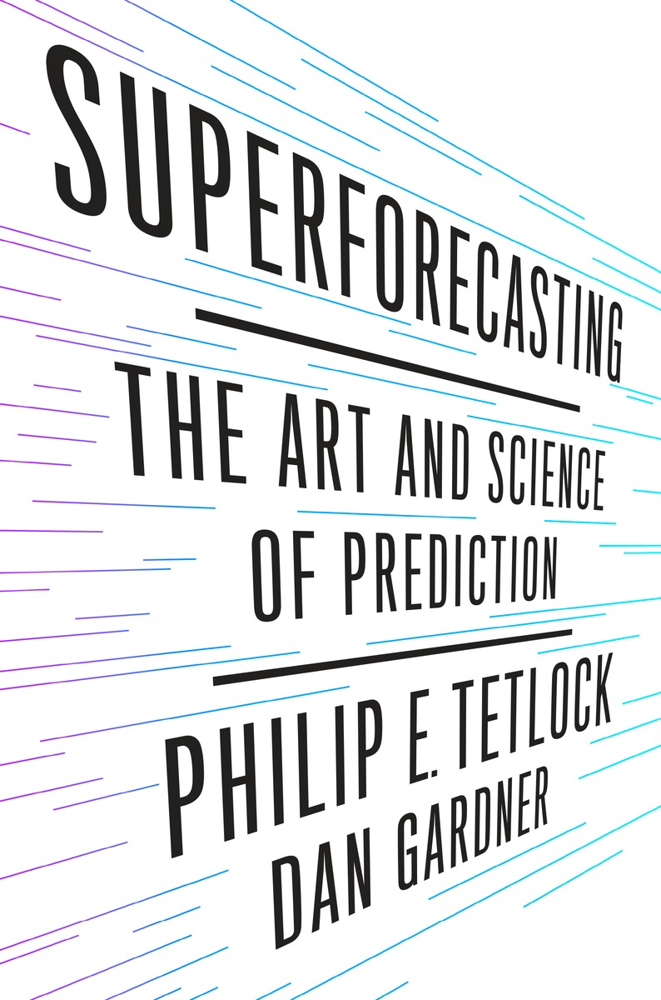 SUPERFORECASTING
THE ART AND SCIENCE
OF PREDICTION
PHILIP E. TETLOCK
DAN GARDNER